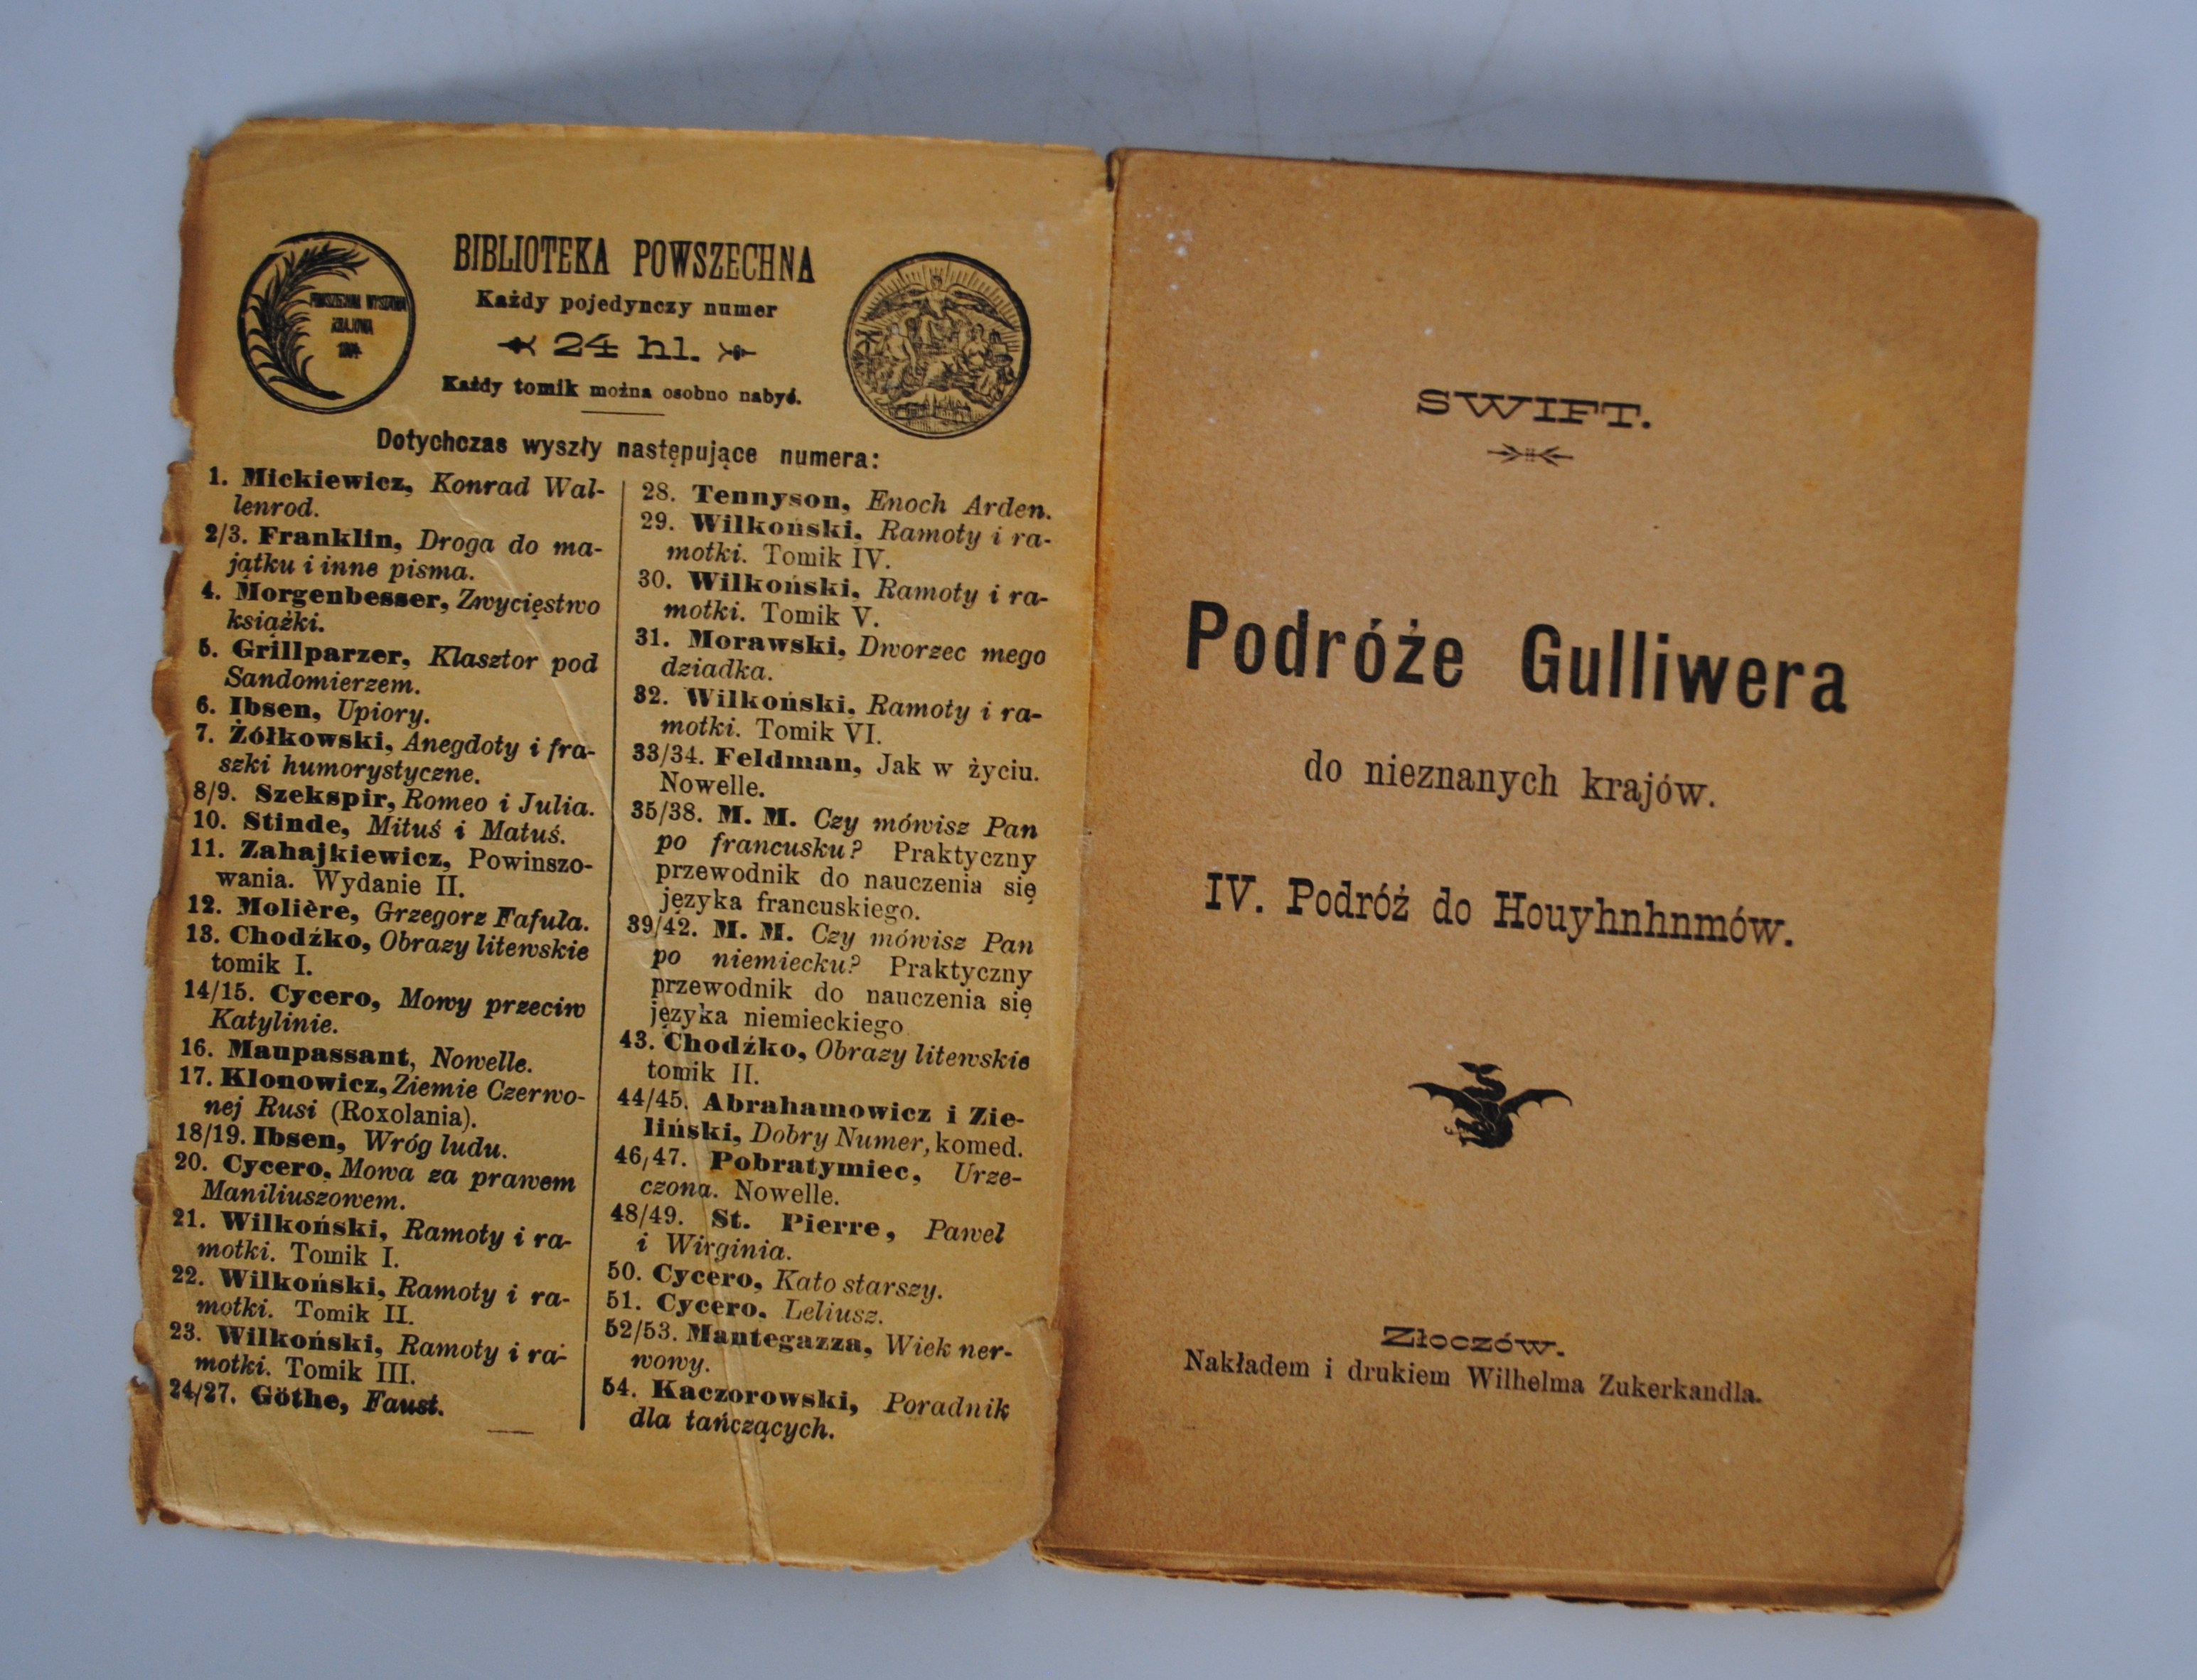 POWSZECHNA WYSTAWA
KRAJOWA
1894
BIBLIOTEKA POWSZECHNA
Każdy pojedynczy numer
24 hl.
Każdy tomik można osobno nabyć.
Dotychczas wyszły następujące numera:
1. Mickiewicz, Konrad Wal-
lenrod.
2/3. Franklin, Droga do ma-
jątku i inne pisma.
4. Morgenbesser, Zwycięstwo
książki.
5. Grillparzer, Klasztor pod
Sandomierzem.
6. Ibsen, Upiory.
7. Żółkowski, Anegdoty i fra-
szki humorystyczne.
8/9. Szekspir, Romeo i Julia.
10. Stinde, Mituś i Matuś.
11. Zahajkiewicz, Powinszo-
wania. Wydanie II.
12. Molière, Grzegorz Fafuła.
13. Chodźko, Obrazy litewskie
tomik I.
14/15. Cycero, Mowy przeciw
Katylinie.
16. Maupassant, Nowelle.
17. Klonowicz, Ziemie Czerwo-
nej Rusi (Roxolania).
18/19. Ibsen, Wróg ludu.
20. Cycero, Mowa za prawem
Maniliuszowem.
21. Wilkoński, Ramoty i ra-
motki. Tomik I.
22. Wilkoński, Ramoty i ra-
motki. Tomik II.
23. Wilkoński, Ramoty i ra-
motki. Tomik III.
24/27. Göthe, Faust.
28. Tennyson, Enoch Arden.
29. Wilkoński, Ramoty i ra-
motki. Tomik IV.
30. Wilkoński, Ramoty i ra-
motki. Tomik V.
31. Morawski, Dworzec mego
dziadka.
32. Wilkoński, Ramoty i ra-
motki. Tomik VI.
33/34. Feldman, Jak w życiu.
Nowelle.
35/38. M. M. Czy mówisz Pan
po francusku? Praktyczny
przewodnik do nauczenia się
języka francuskiego.
39/42. M. M. Czy mówisz Pan
po niemiecku? Praktyczny
przewodnik do nauczenia się
języka niemieckiego.
43. Chodźko, Obrazy litewskie
tomik II.
44/45. Abrahamowicz i Zie-
liński, Dobry Numer, komed.
46/47. Pobratymiec, Urze-
czona. Nowelle.
48/49. St. Pierre, Paweł
i Wirginia.
50. Cycero, Kato starszy.
51. Cycero. Leliusz.
52/53. Mantegazza, Wiek ner-
wowy.
54. Kaczorowski, Poradnik
dla tańczących.
SWIFT.
Podróże Gulliwera
do nieznanych krajów.
IV. Podróż do Houyhnhnmów.
Złoczów.
Nakładem i drukiem Wilhelma Zukerkandla.